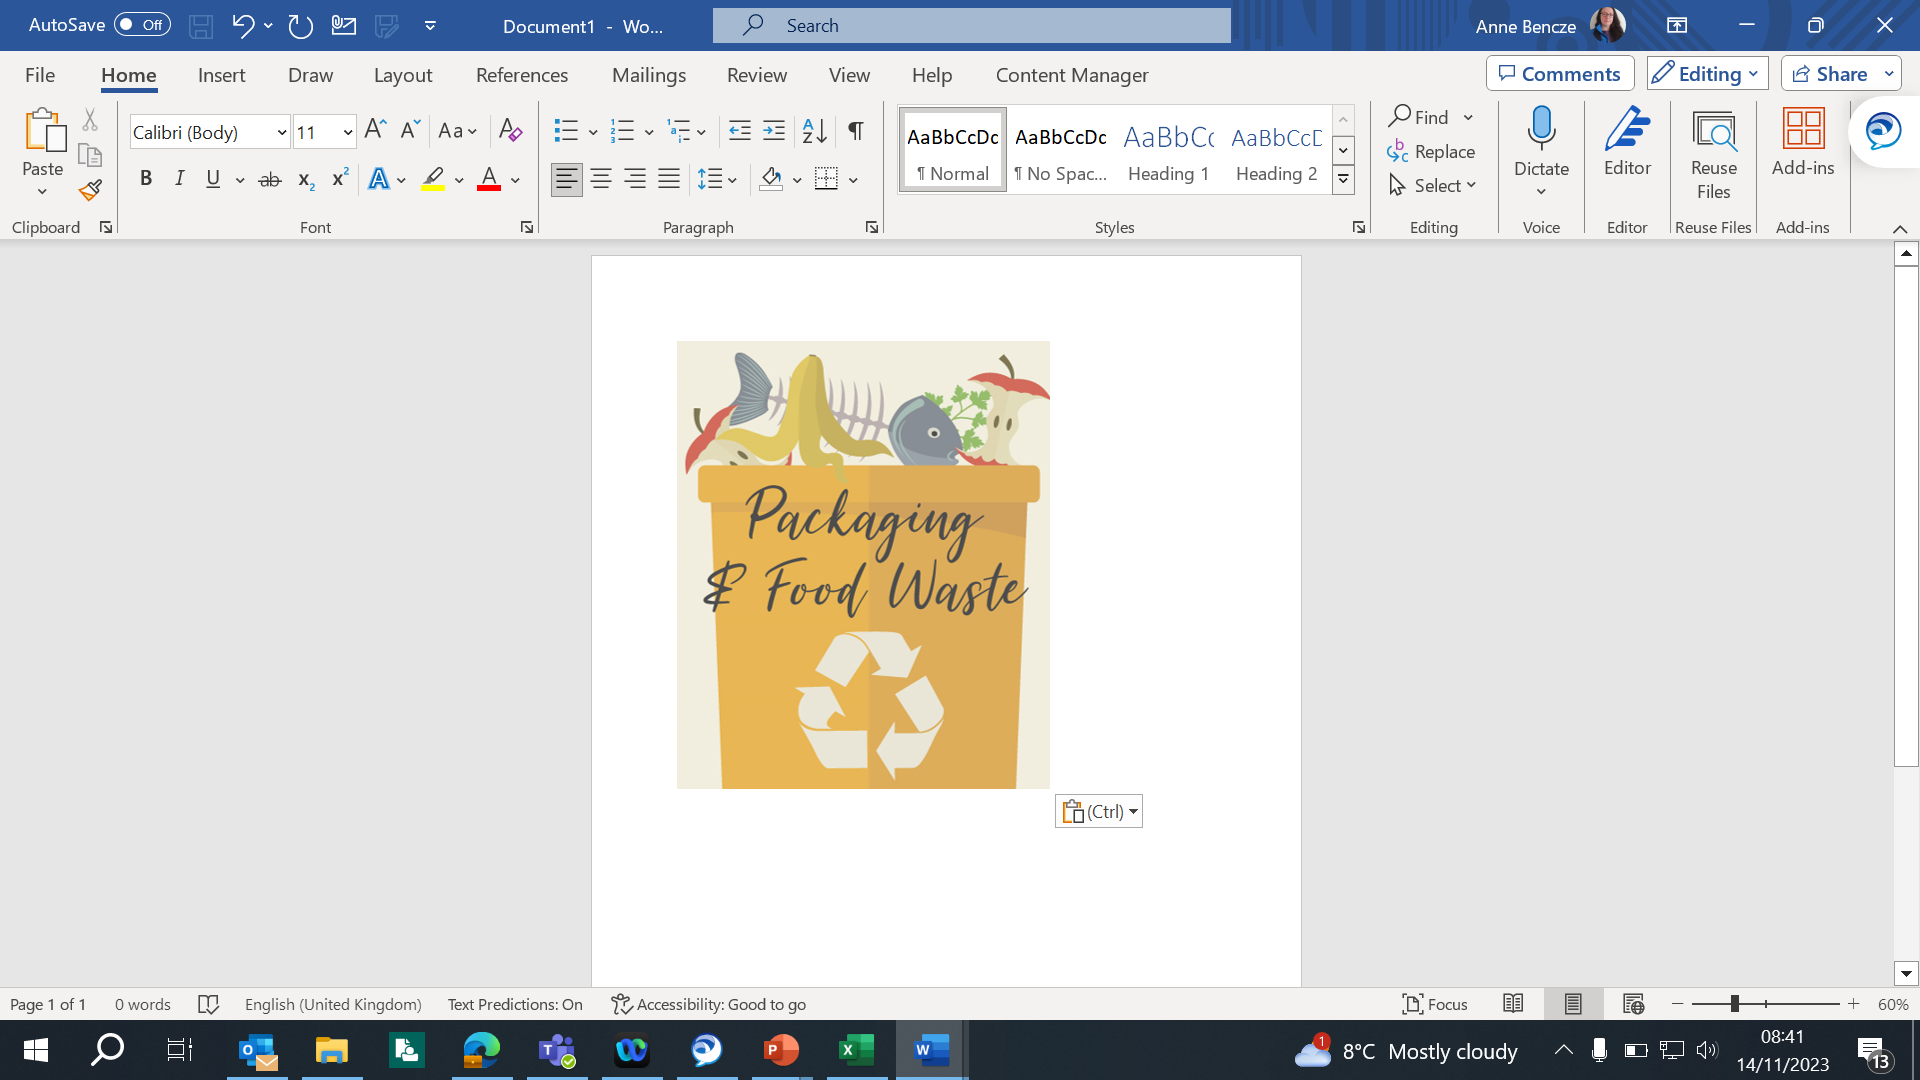 AutoSave Off
Document1 - Wo...
Search
Anne Bencze
File Home Insert Draw Layout References Mailings Review View Help Content Manager
Comments Editing Share
Paste
Calibri (Body) 11
Aa
AaBbCcDc AaBbCcDc AaBbCc AaBbCcD
¶ Normal ¶ No Spac... Heading 1 Heading 2
Find
Replace
Select
Dictate
Editor
Reuse
Files
Add-ins
Clipboard Font Paragraph Styles Editing Voice Editor Reuse Files Add-ins
Packaging
& Food Waste
(Ctrl)
Page 1 of 1 0 words English (United Kingdom) Text Predictions: On Accessibility: Good to go Focus 60%
1 8°C Mostly cloudy
08:41
14/11/2023
13